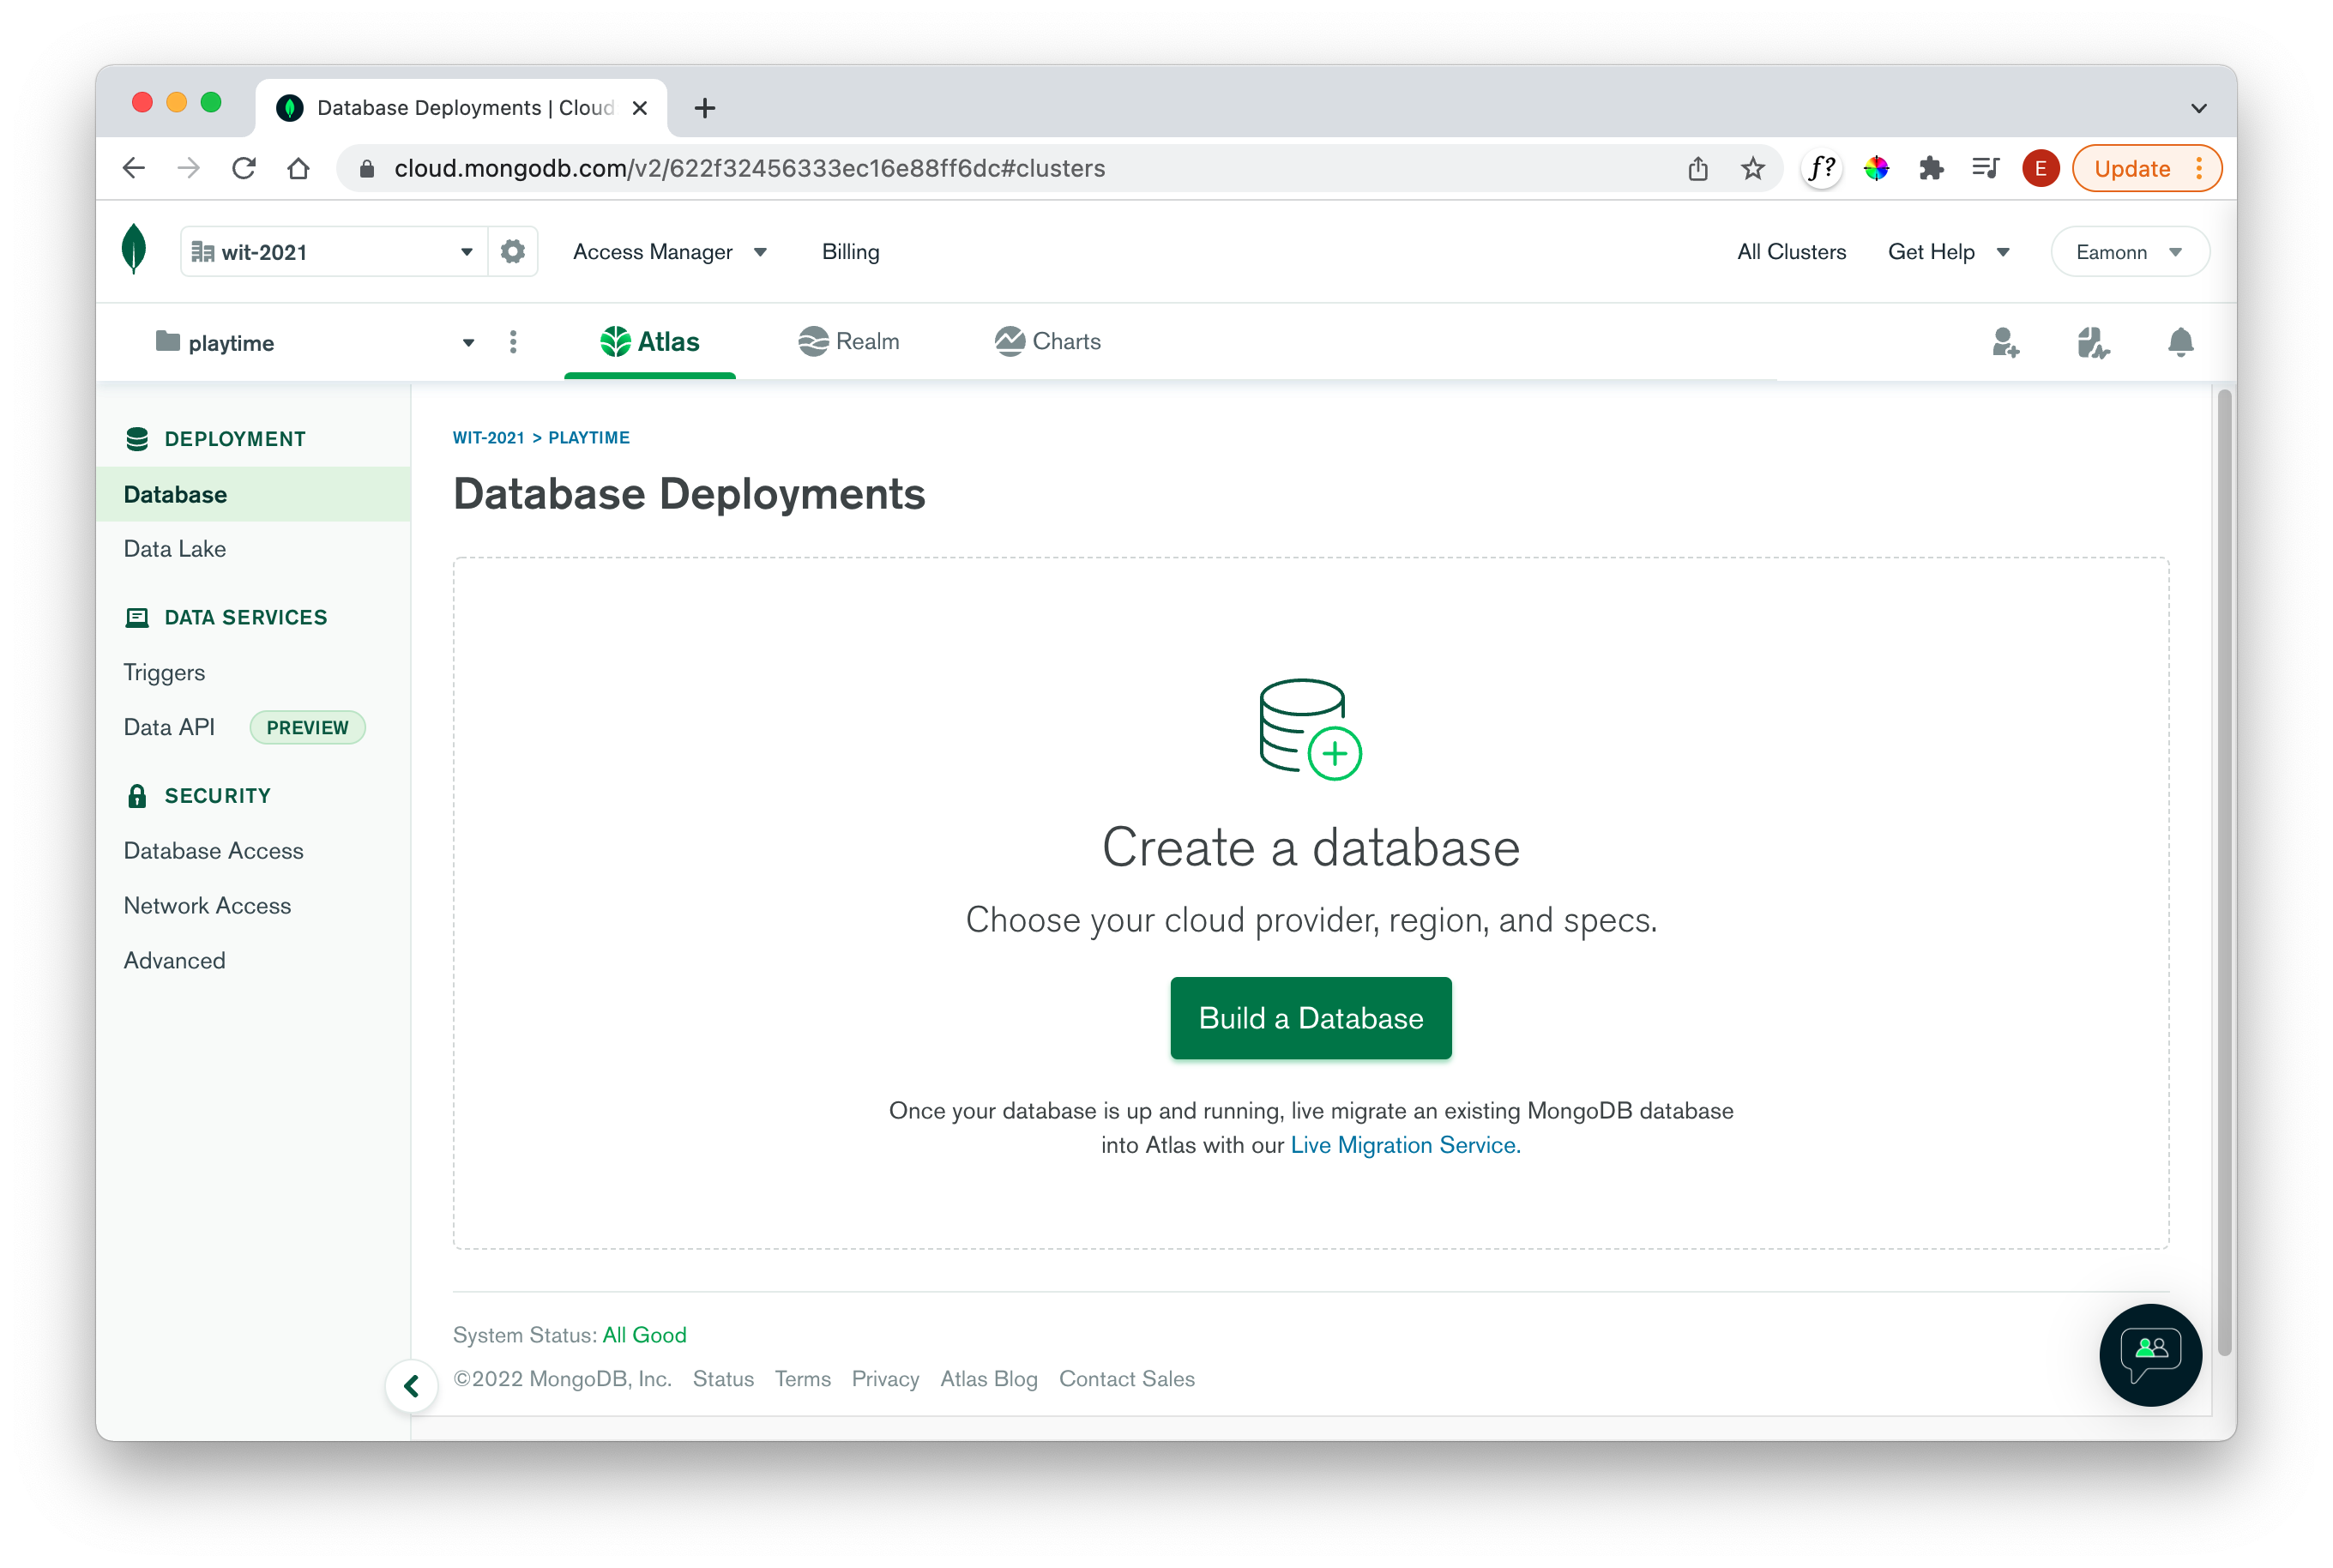 Database Deployments | Cloud
cloud.mongodb.com/v2/622f32456333ec16e88ff6dc#clusters
f?
E
Update
wit-2021
Access Manager
Billing
All Clusters
Get Help
Eamonn
playtime
Atlas
Realm
Charts
DEPLOYMENT
Database
Data Lake
DATA SERVICES
Triggers
Data API PREVIEW
SECURITY
Database Access
Network Access
Advanced
WIT-2021 > PLAYTIME
Database Deployments
Create a database
Choose your cloud provider, region, and specs.
Build a Database
Once your database is up and running, live migrate an existing MongoDB database
into Atlas with our Live Migration Service.
System Status: All Good
©2022 MongoDB, Inc. Status Terms Privacy Atlas Blog Contact Sales